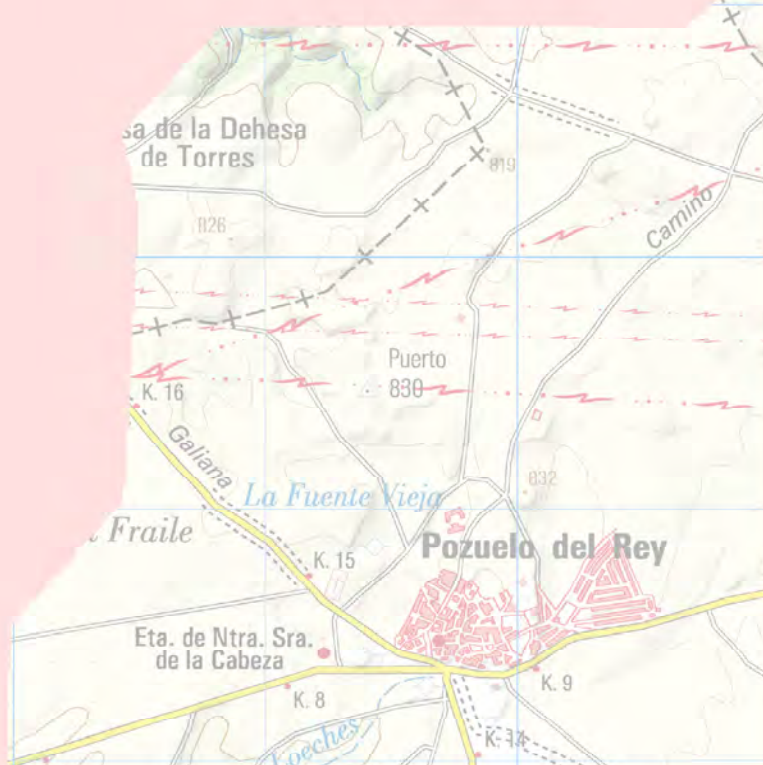 sa de la Dehesa
de Torres
819
826
Camino
Puerto
830
K. 16
Galiana
832
La Fuente Vieja
Fraile
Pozuelo del Rey
K. 15
Eta. de Ntra. Sra.
de la Cabeza
K. 9
K. 8
K. 14
Loeches